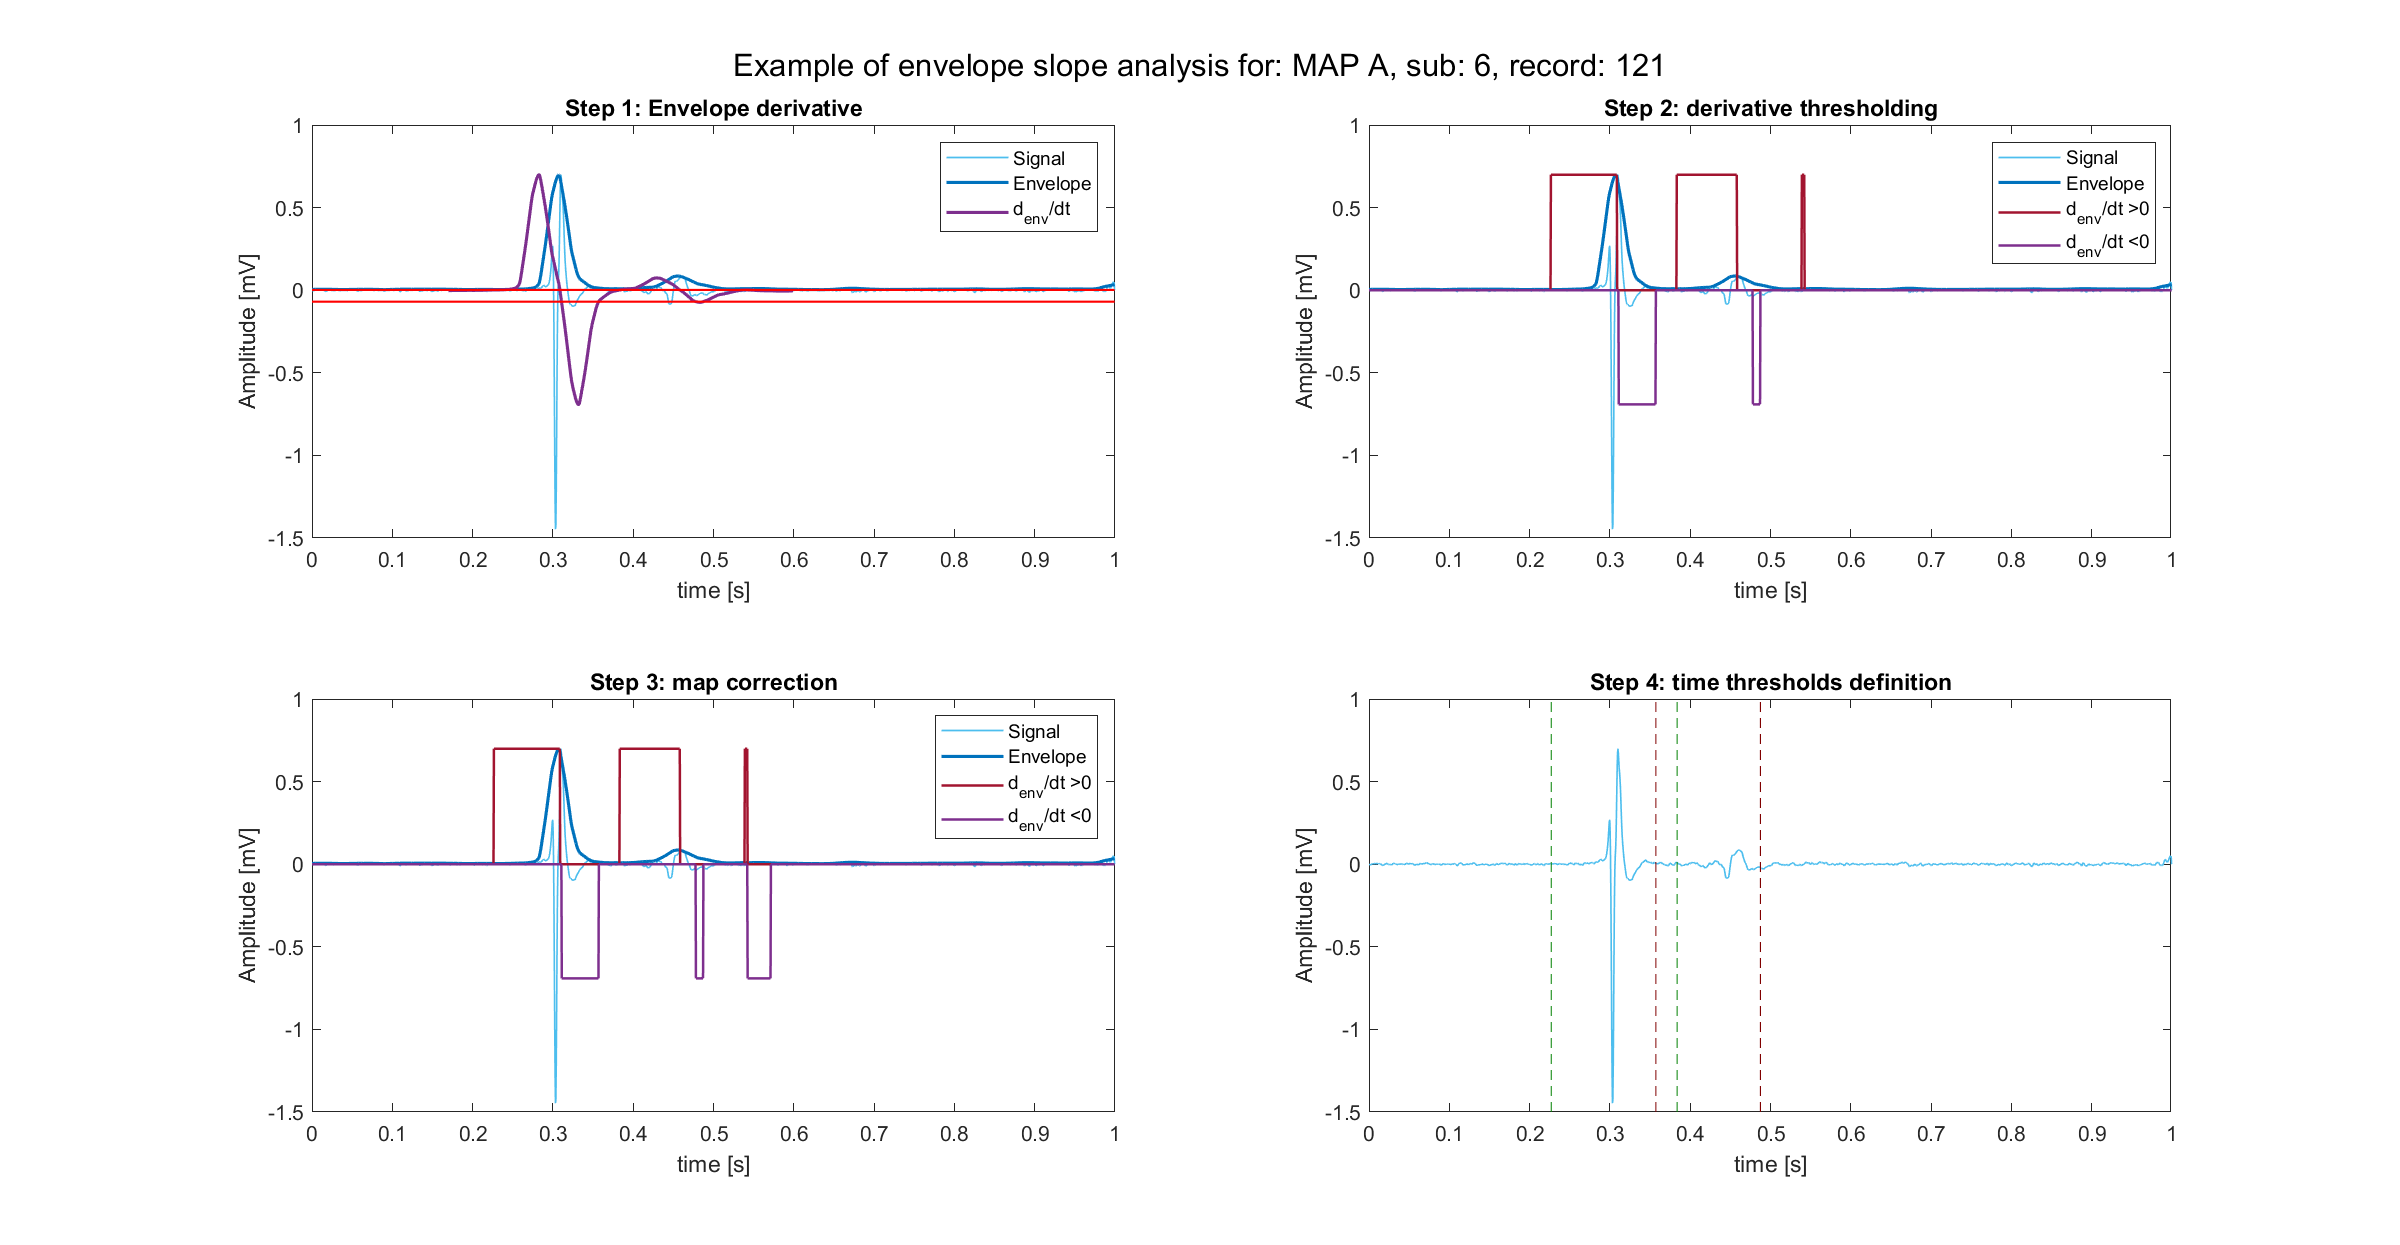 Example of envelope slope analysis for: MAP A, sub: 6, record: 121
Step 1: Envelope derivative
Amplitude [mV]
1
0.5
0
-0.5
-1
-1.5
Signal
Envelope
d_env/dt
0 0.1 0.2 0.3 0.4 0.5 0.6 0.7 0.8 0.9 1
time [s]
Step 2: derivative thresholding
Amplitude [mV]
1
0.5
0
-0.5
-1
-1.5
Signal
Envelope
d_env/dt >0
d_env/dt <0
0 0.1 0.2 0.3 0.4 0.5 0.6 0.7 0.8 0.9 1
time [s]
Step 3: map correction
Amplitude [mV]
1
0.5
0
-0.5
-1
-1.5
Signal
Envelope
d_env/dt >0
d_env/dt <0
0 0.1 0.2 0.3 0.4 0.5 0.6 0.7 0.8 0.9 1
time [s]
Step 4: time thresholds definition
Amplitude [mV]
1
0.5
0
-0.5
-1
-1.5
0 0.1 0.2 0.3 0.4 0.5 0.6 0.7 0.8 0.9 1
time [s]